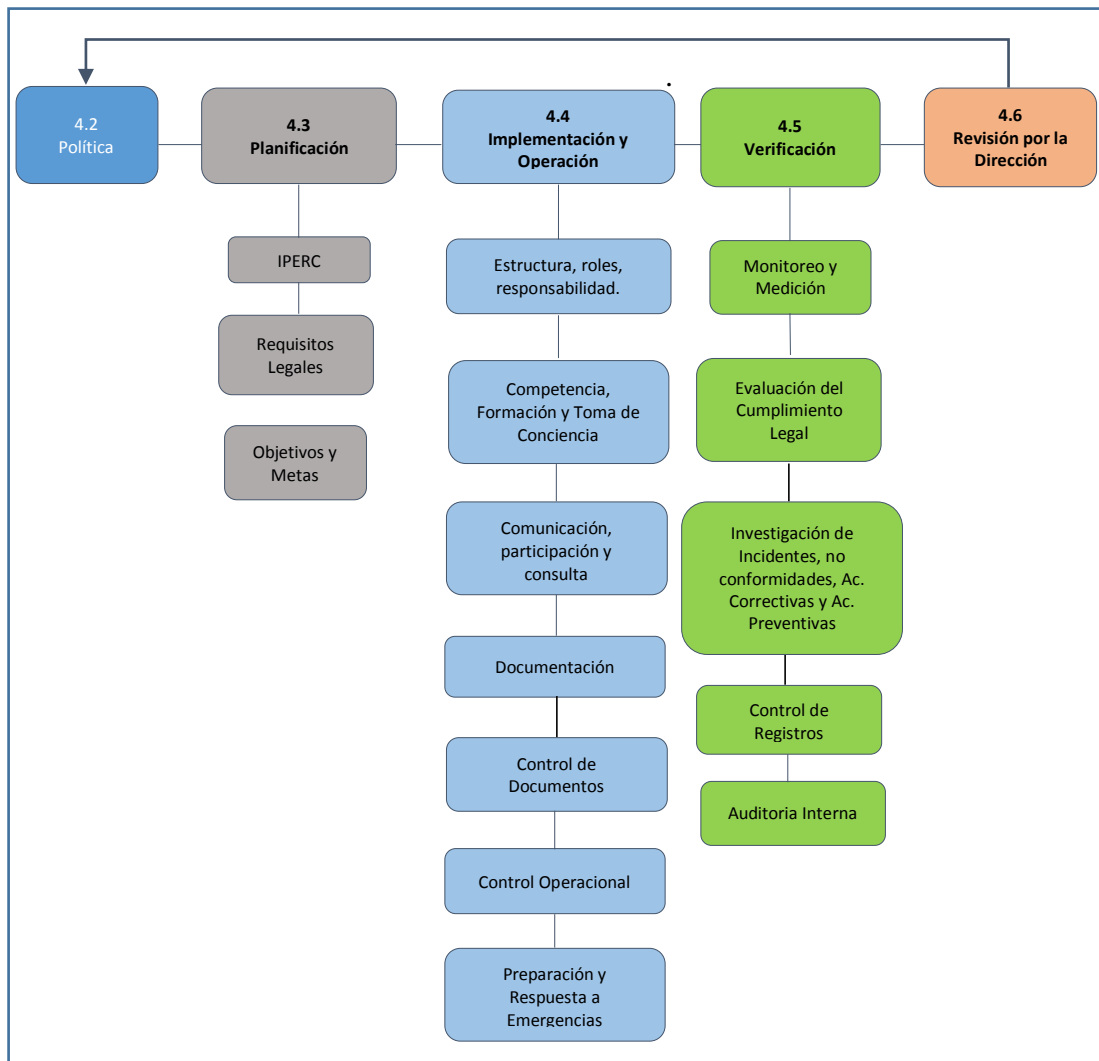 4.2
Política
4.3
Planificación
4.4
Implementación y
Operación
4.5
Verificación
4.6
Revisión por la
Dirección
IPERC
Requisitos
Legales
Objetivos y
Metas
Estructura, roles,
responsabilidad.
Competencia,
Formación y Toma de
Conciencia
Comunicación,
participación y
consulta
Documentación
Control de
Documentos
Control Operacional
Preparación y
Respuesta a
Emergencias
Monitoreo y
Medición
Evaluación del
Cumplimiento
Legal
Investigación de
Incidentes, no
conformidades, Ac.
Correctivas y Ac.
Preventivas
Control de
Registros
Auditoria Interna